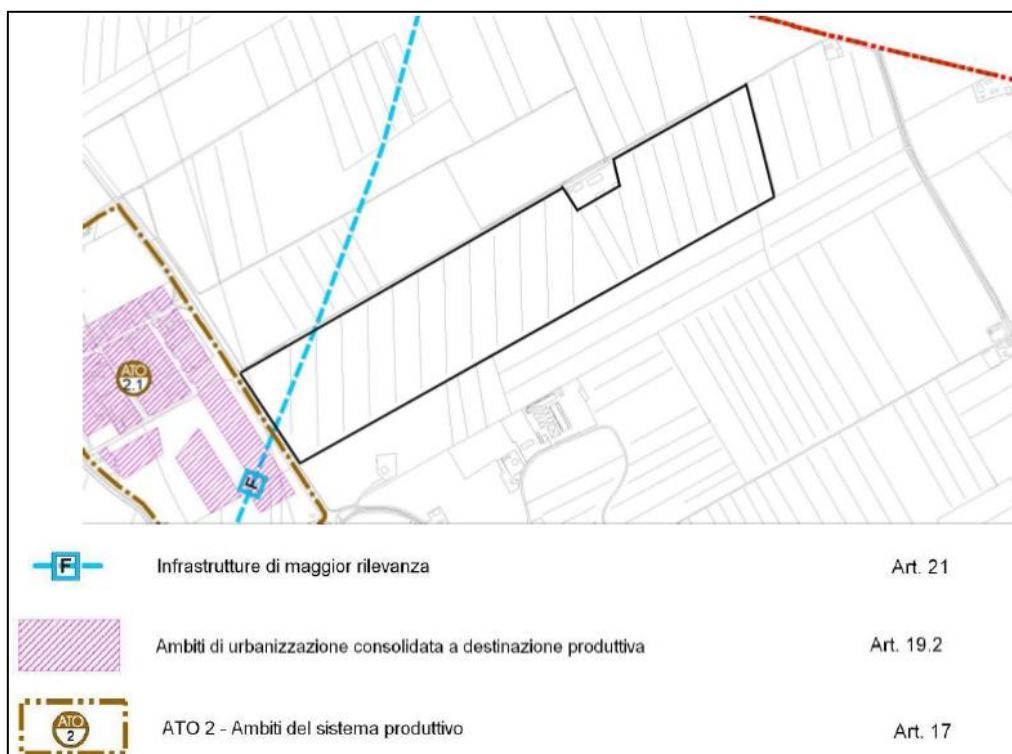 ATO
2.1
F
F
Infrastrutture di maggior rilevanza Art. 21
Ambiti di urbanizzazione consolidata a destinazione produttiva Art. 19.2
ATO
2
ATO 2 - Ambiti del sistema produttivo Art. 17